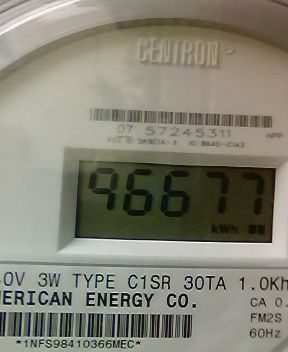 CENTRON®
07 57245311
96677
kWh
0V 3W TYPE C1SR 30TA 1.0Kh
MERICAN ENERGY CO.
CA 0.
FM2S
60Hz
*1NFS98410366MEC*